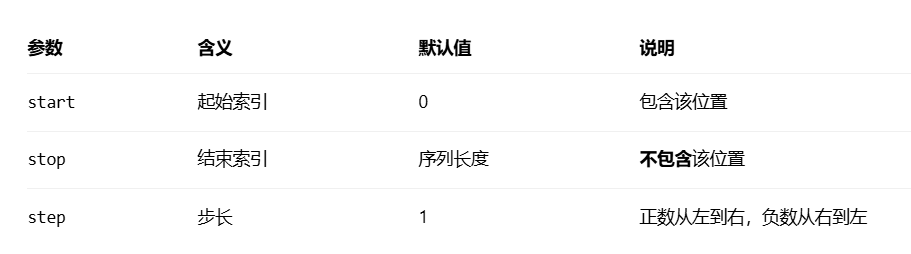 参数 含义 默认值 说明
start 起始索引 0 包含该位置
stop 结束索引 序列长度 不包含该位置
step 步长 1 正数从左到右，负数从右到左